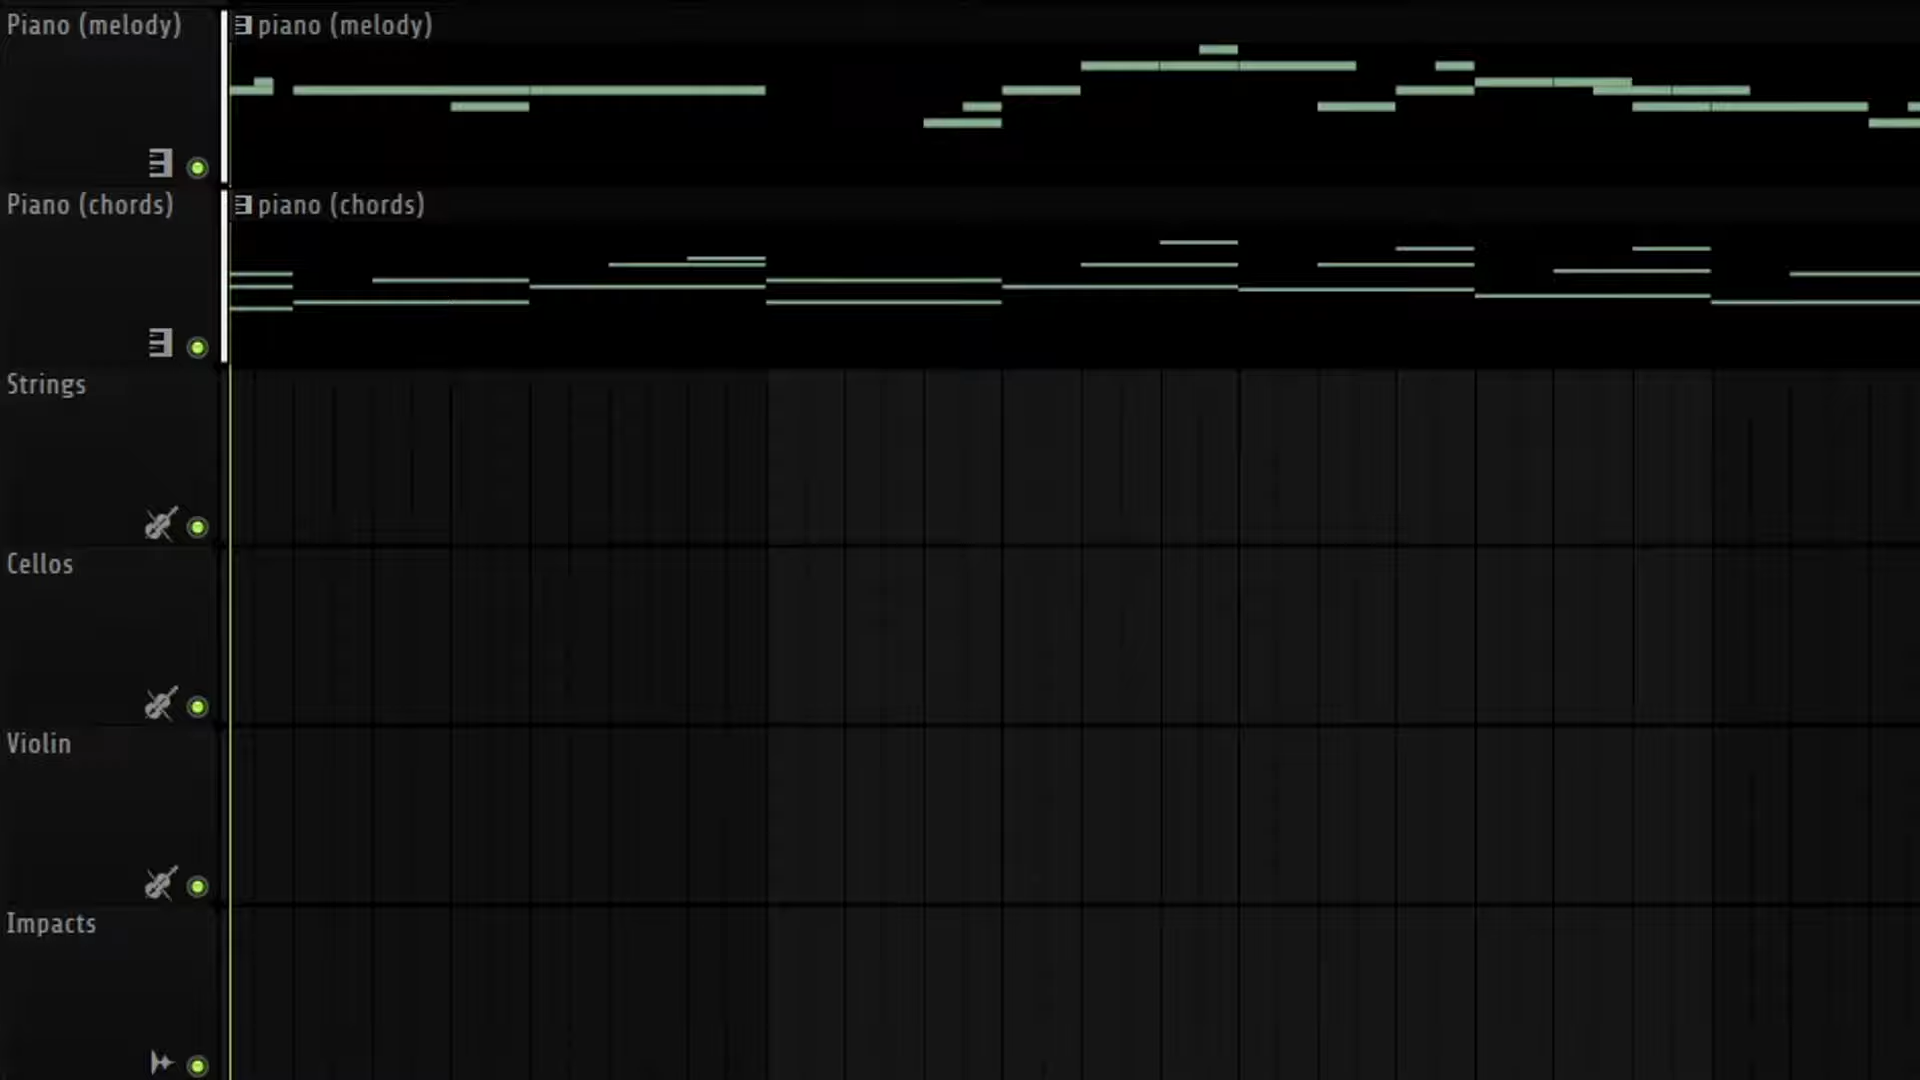 Piano (melody)
piano (melody)
Piano (chords)
piano (chords)
Strings
Cellos
Violin
Impacts